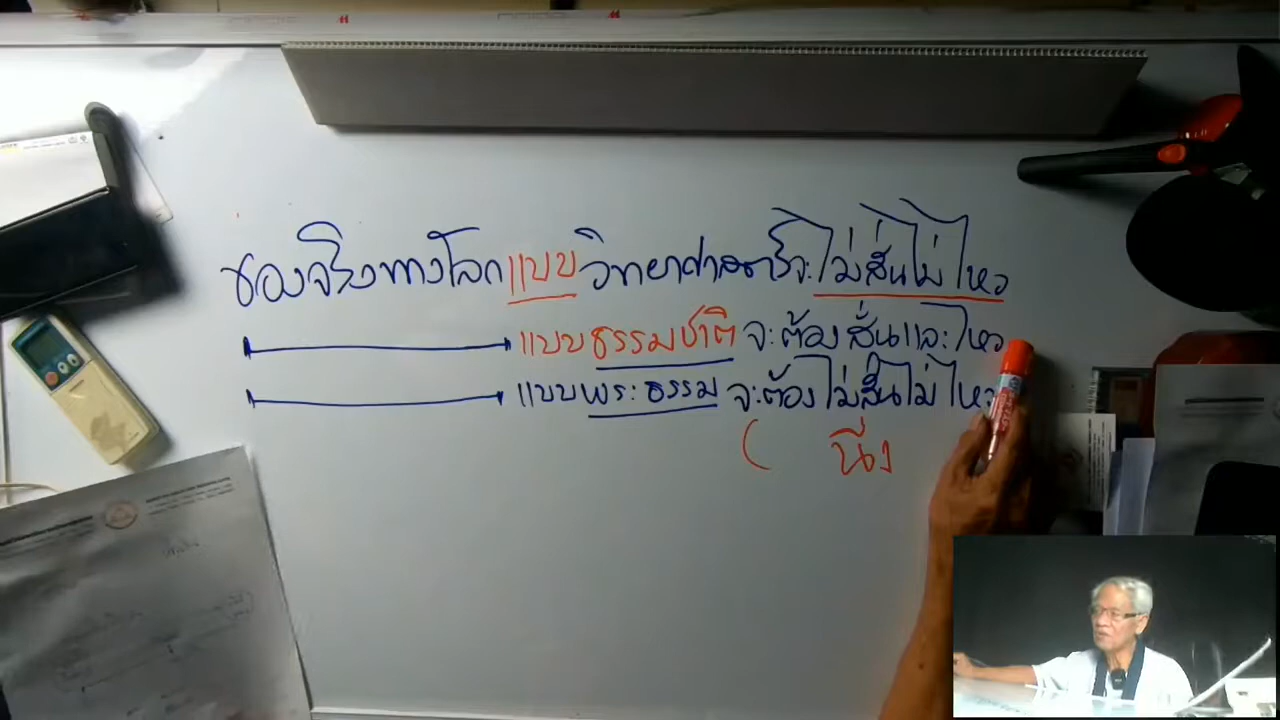 ของจริงทางโลกแบบวิทยาศาสตร์จะไม่สั่นไม่ไหว
แบบธรรมชาติ จะต้องสั่นและไหว
แบบพระธรรม จะต้องไม่สั่นไม่ไหว
( นิ่ง